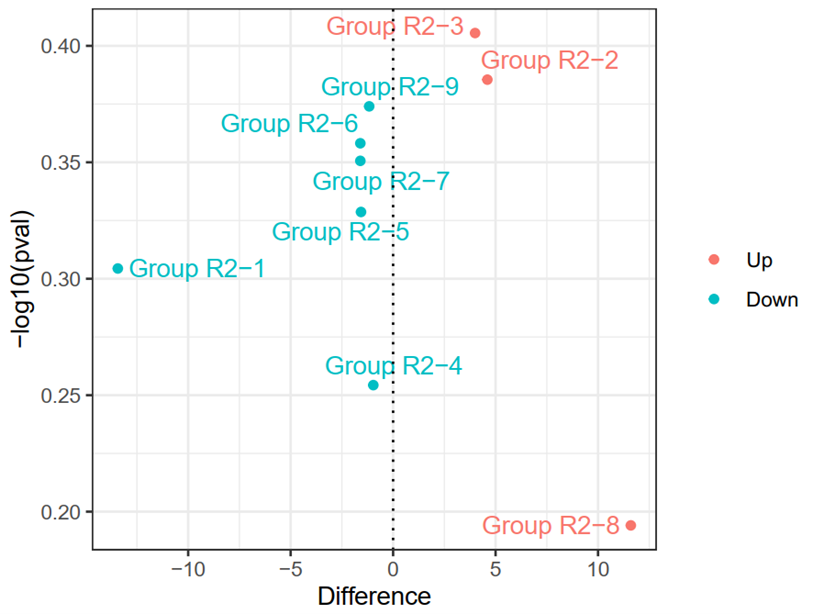 Group R2−3
Group R2−2
Group R2−9
Group R2−6
Group R2−7
Group R2−5
Group R2−1
Group R2−4
Group R2−8
0.40
0.35
0.30
0.25
0.20
−log10(pval)
−10
−5
0
5
10
Difference
Up
Down